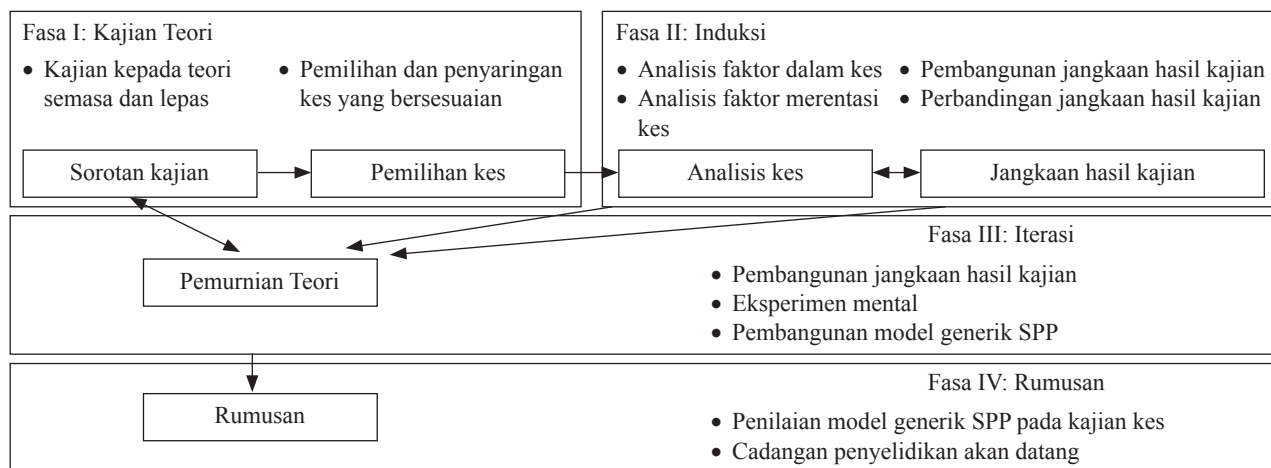 Fasa I: Kajian Teori
• Kajian kepada teori
semasa dan lepas
• Pemilihan dan penyaringan
kes yang bersesuaian
Sorotan kajian
Pemilihan kes
Fasa II: Induksi
• Analisis faktor dalam kes
• Analisis faktor merentasi
kes
• Pembangunan jangkaan hasil kajian
• Perbandingan jangkaan hasil kajian
Analisis kes
Jangkaan hasil kajian
Fasa III: Iterasi
Pemurnian Teori
• Pembangunan jangkaan hasil kajian
• Eksperimen mental
• Pembangunan model generik SPP
Fasa IV: Rumusan
Rumusan
• Penilaian model generik SPP pada kajian kes
• Cadangan penyelidikan akan datang